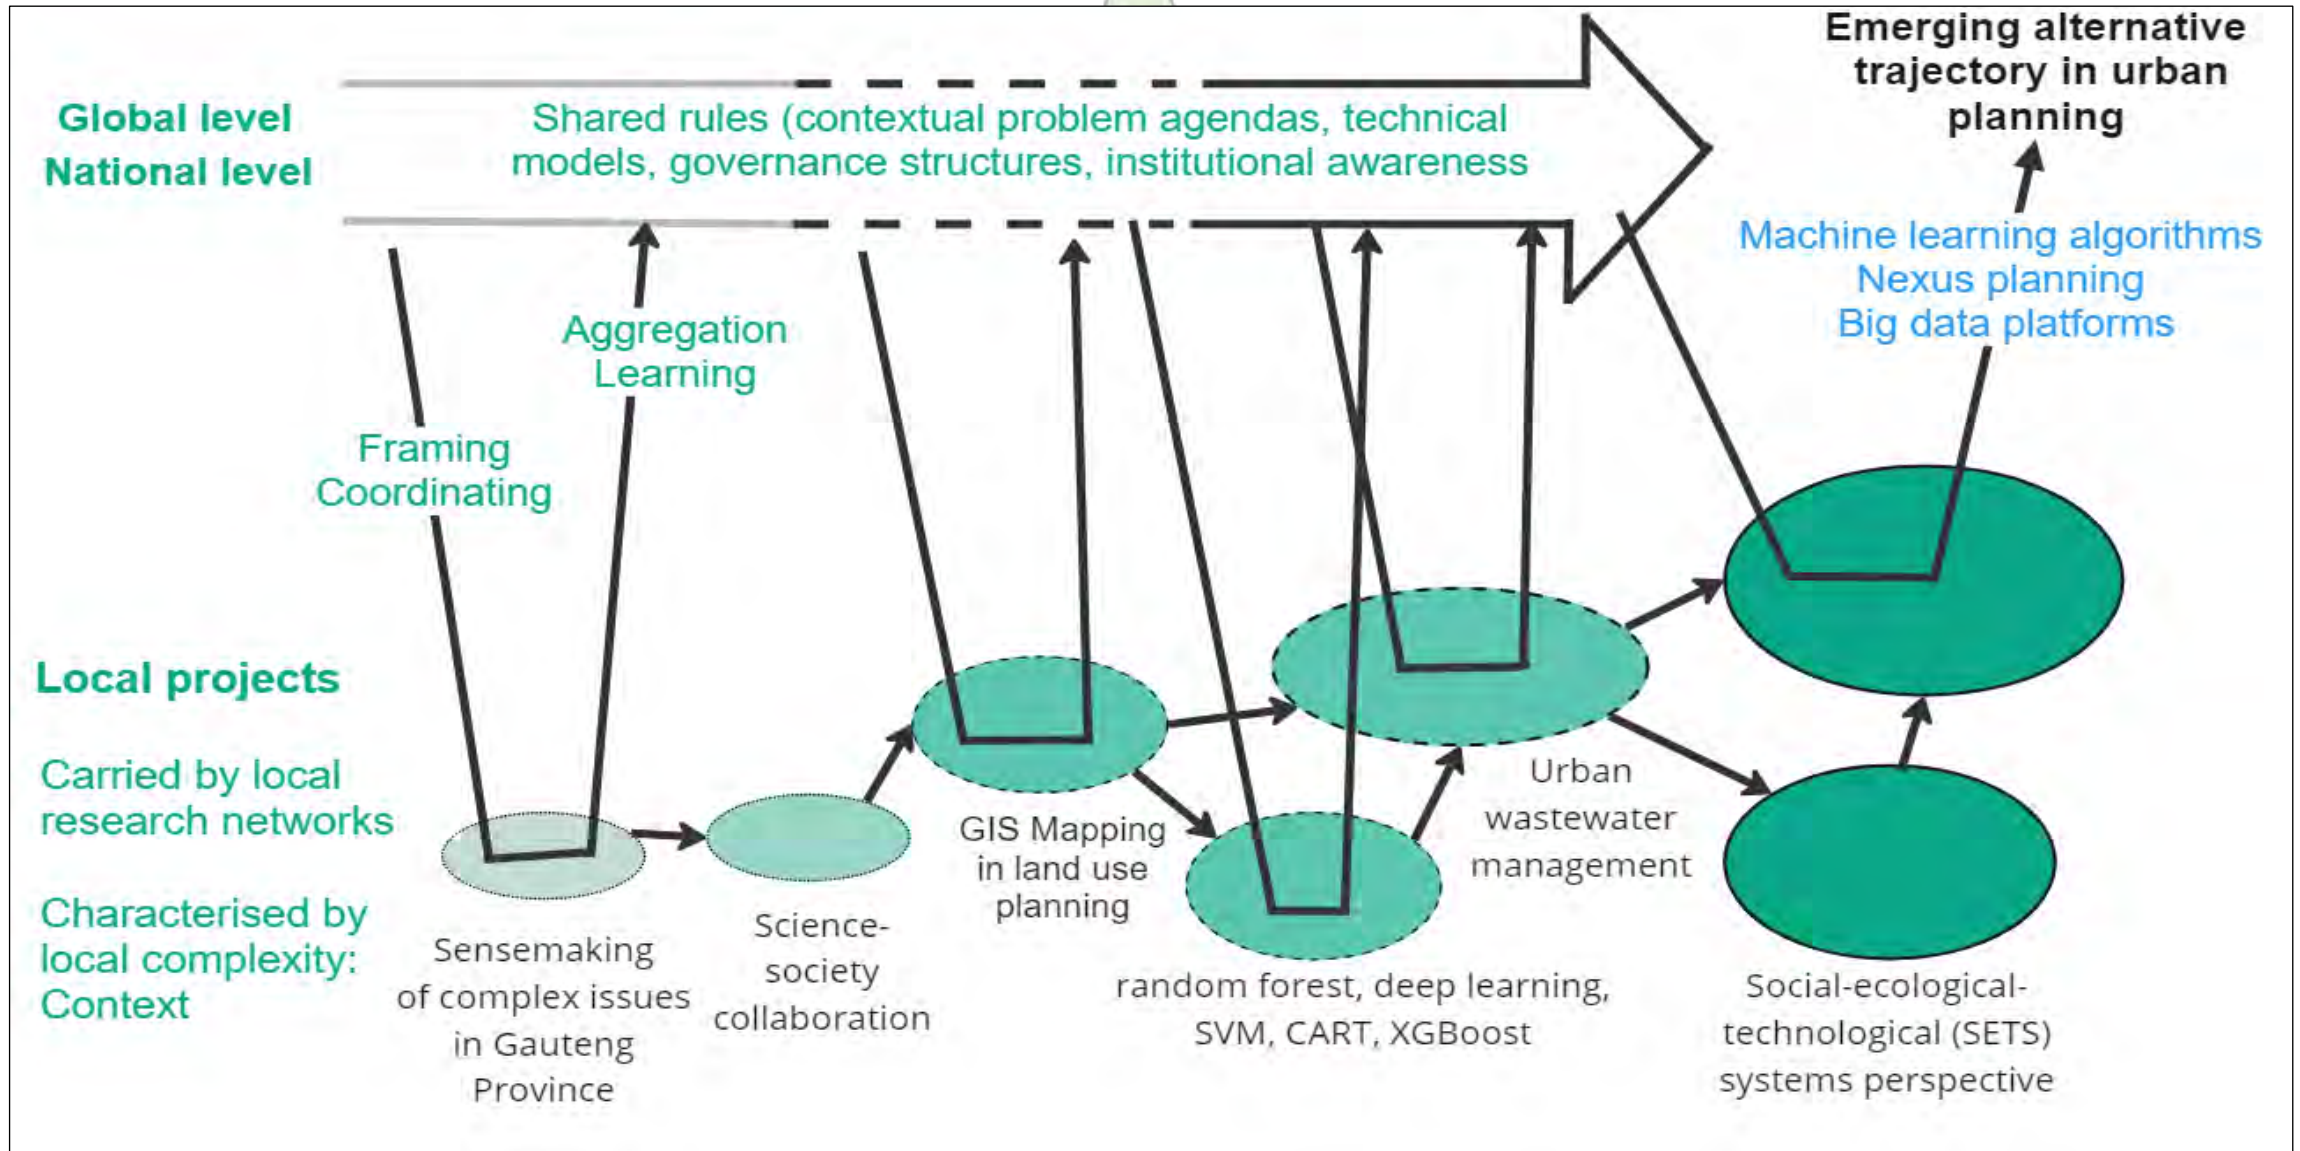 Emerging alternative
trajectory in urban
planning
Global level
National level
Shared rules (contextual problem agendas, technical
models, governance structures, institutional awareness
Machine learning algorithms
Nexus planning
Big data platforms
Aggregation
Learning
Framing
Coordinating
Local projects
Carried by local
research networks
Characterised by
local complexity:
Context
Sensemaking
of complex issues
in Gauteng
Province
Science-
society
collaboration
GIS Mapping
in land use
planning
random forest, deep learning,
SVM, CART, XGBoost
Urban
wastewater
management
Social-ecological-
technological (SETS)
systems perspective